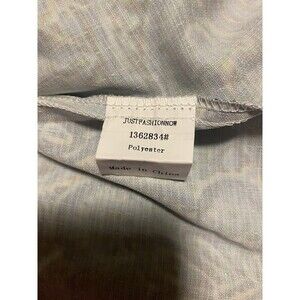 JUSTFASHIONNOW
1362834#
Polyester
Made in China